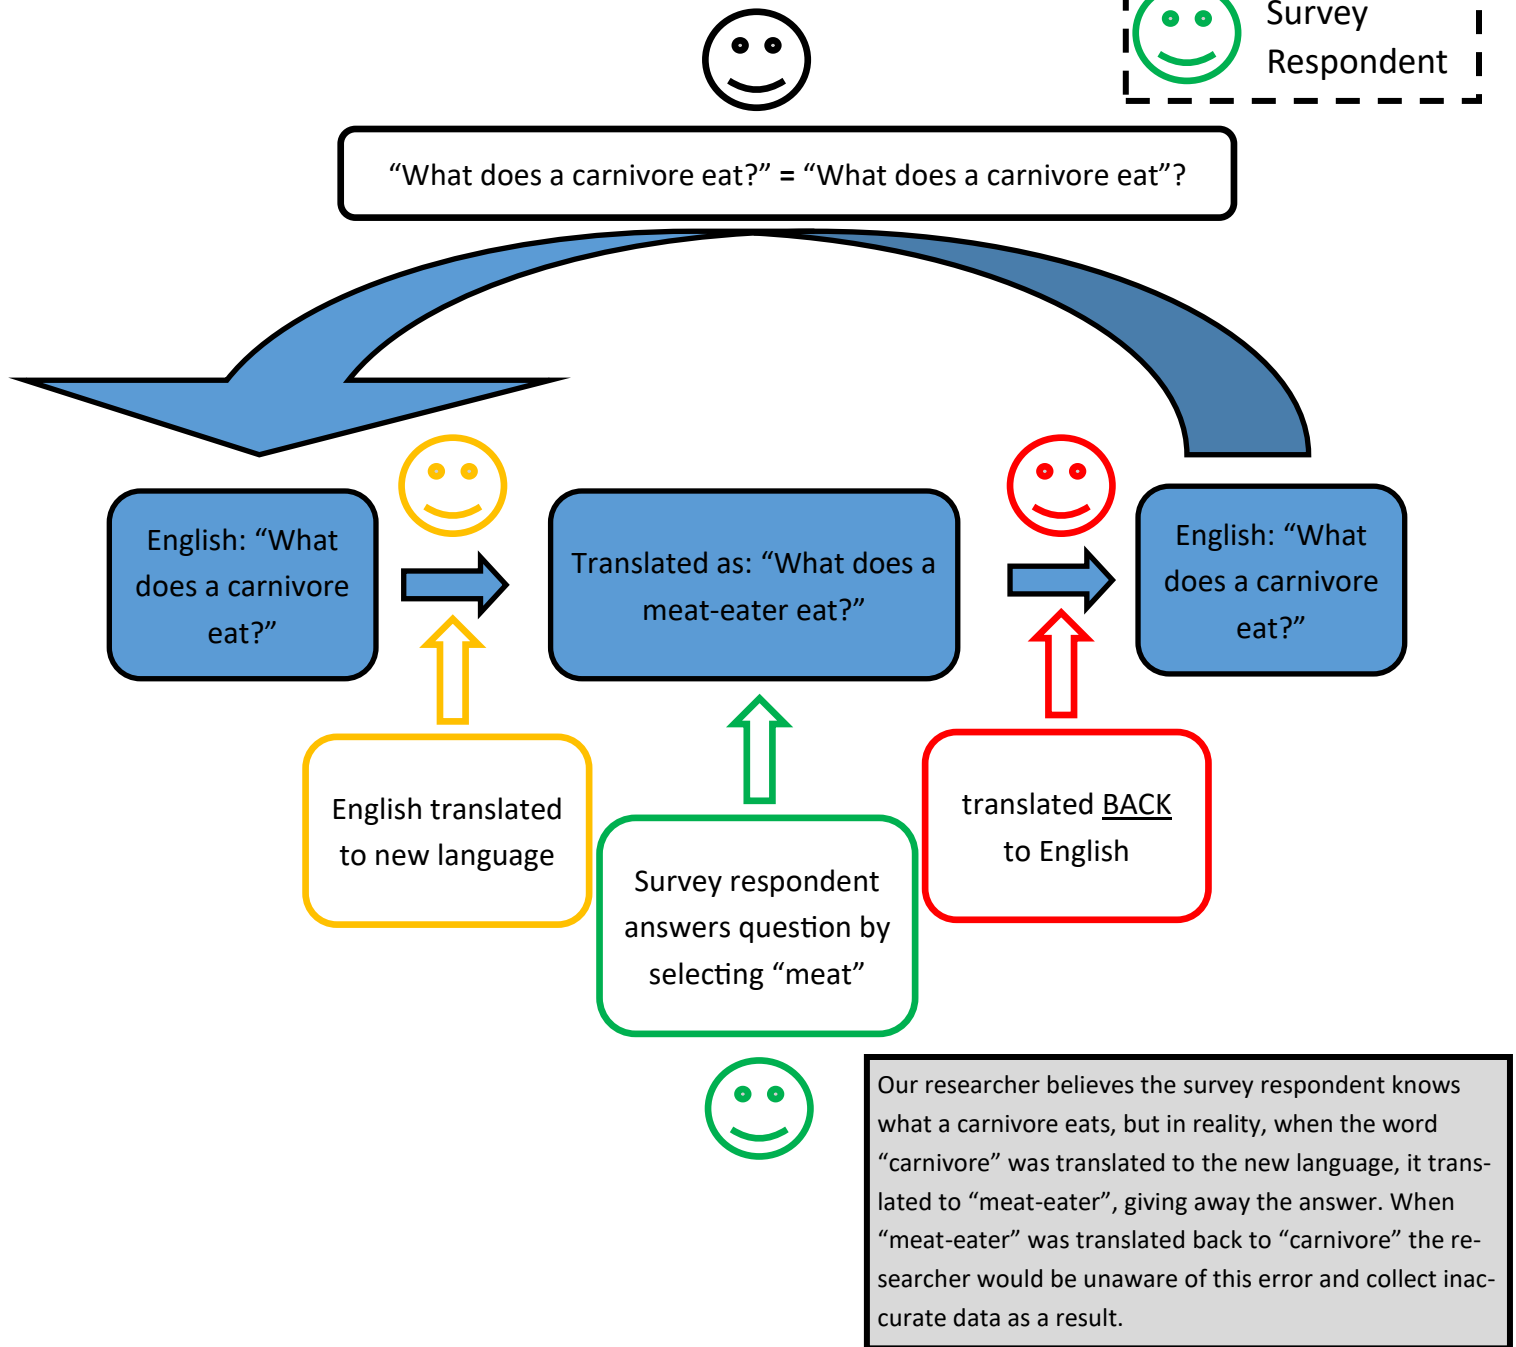 Survey
Respondent
“What does a carnivore eat?” = “What does a carnivore eat”?
English: “What
does a carnivore
eat?”
Translated as: “What does a
meat-eater eat?”
English: “What
does a carnivore
eat?”
English translated
to new language
Survey respondent
answers question by
selecting “meat”
translated BACK
to English
Our researcher believes the survey respondent knows
what a carnivore eats, but in reality, when the word
“carnivore” was translated to the new language, it trans-
lated to “meat-eater”, giving away the answer. When
“meat-eater” was translated back to “carnivore” the re-
searcher would be unaware of this error and collect inac-
curate data as a result.